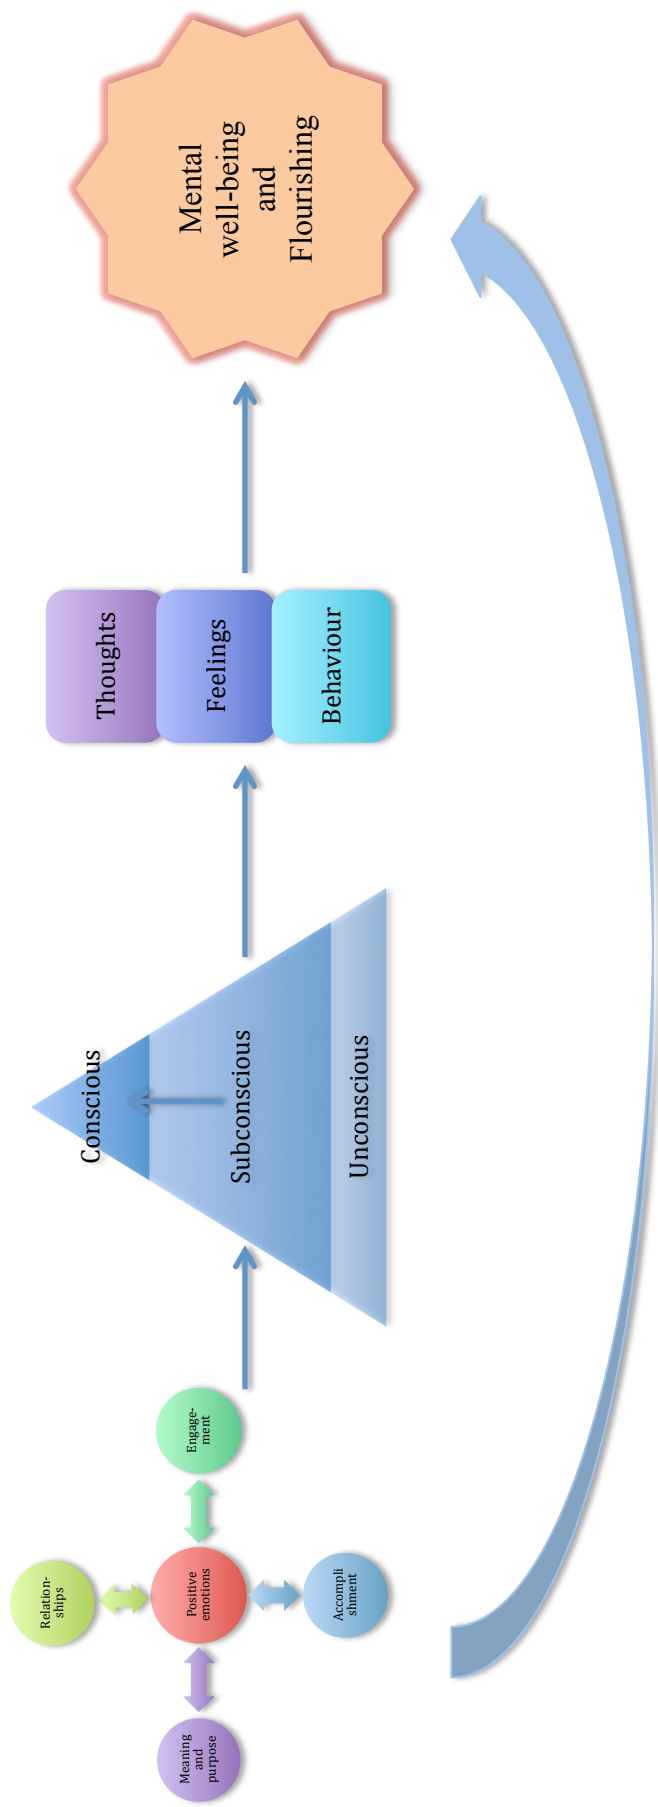 Meaning
and
purpose
Relation-
ships
Positive
emotions
Accompli
shment
Engage-
ment
Conscious
Subconscious
Unconscious
Thoughts
Feelings
Behaviour
Mental
well-being
and
Flourishing